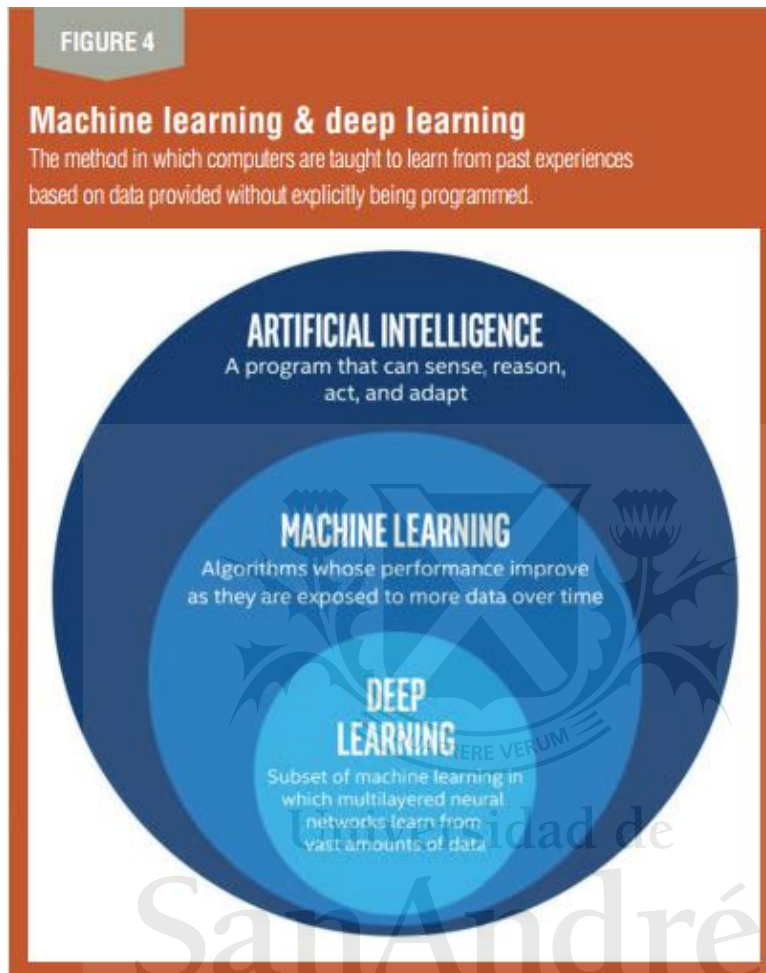 FIGURE 4
Machine learning & deep learning
The method in which computers are taught to learn from past experiences
based on data provided without explicitly being programmed.
ARTIFICIAL INTELLIGENCE
A program that can sense, reason,
act, and adapt
MACHINE LEARNING
Algorithms whose performance improve
as they are exposed to more data over time
DEEP
LEARNING
RERE VERUM
Subset of machine learning in
which multilayered neural
networks learn from
vast amounts of data
Universidad de
SanAndré